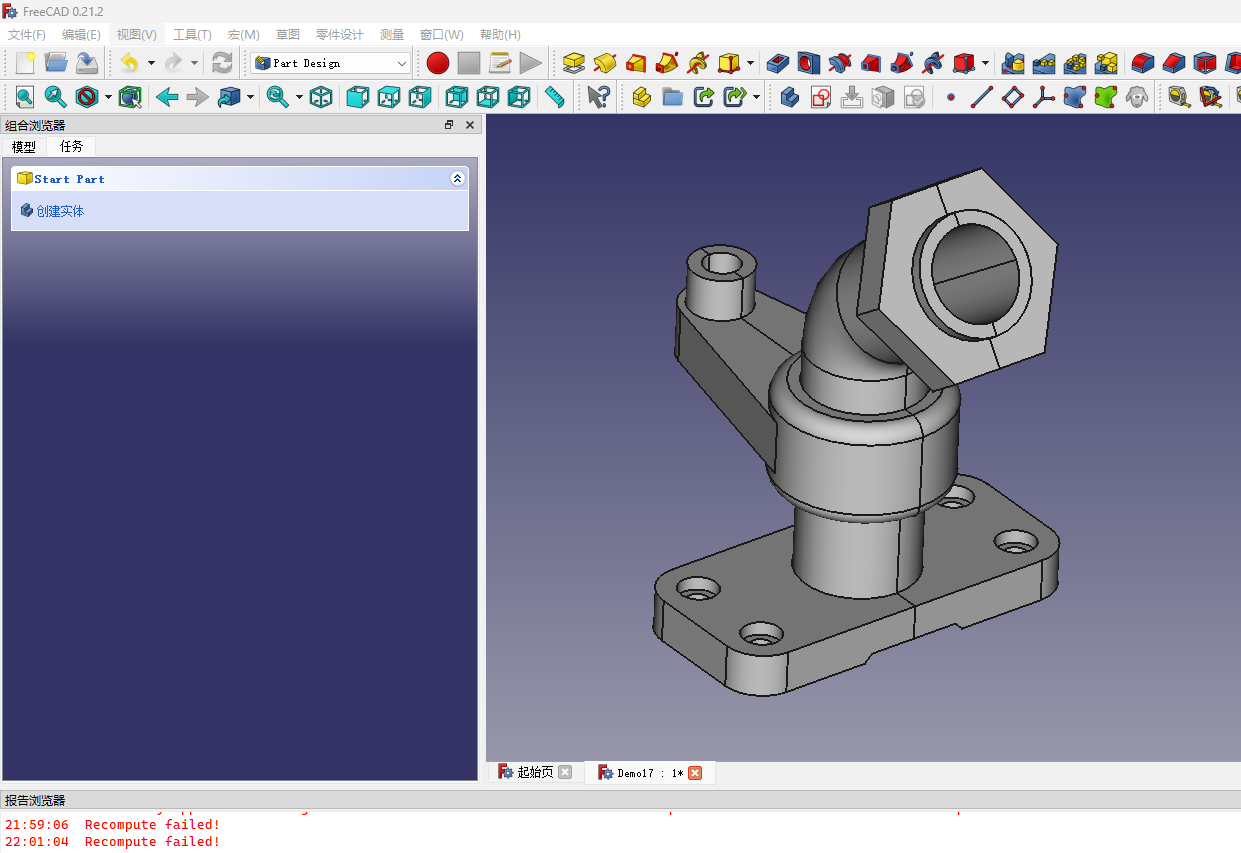 FreeCAD 0.21.2
文件(F) 编辑(E) 视图(V) 工具(T) 宏(M) 草图 零件设计 测量 窗口(W) 帮助(H)
Part Design
组合浏览器
模型 任务
Start Part
创建实体
起始页 Demo17 : 1*
报告浏览器
21:59:06 Recompute failed!
22:01:04 Recompute failed!